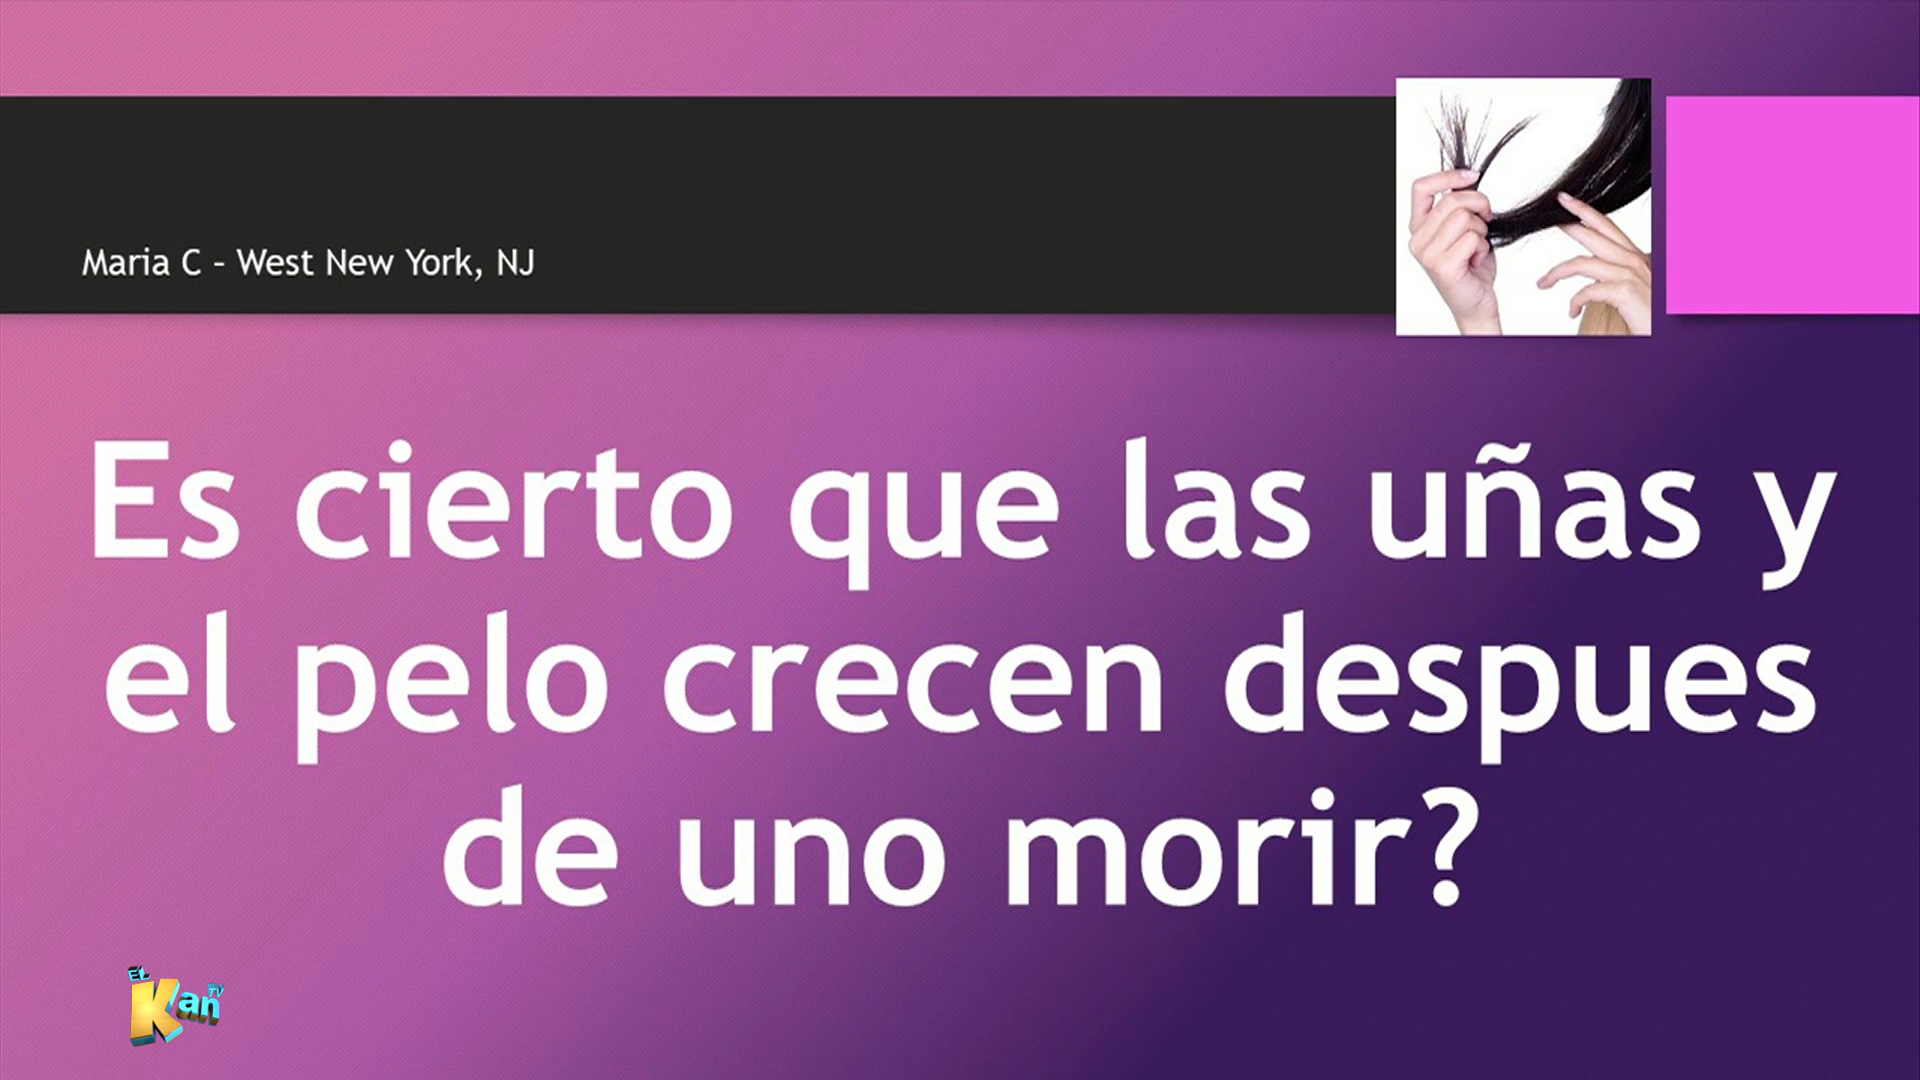 Maria C – West New York, NJ
Es cierto que las uñas y
el pelo crecen despues
de uno morir?
EL
Kan TV